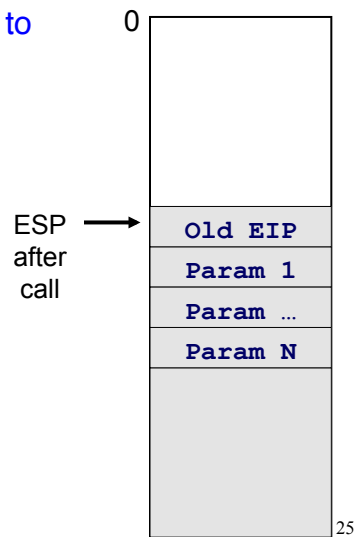 to
0
ESP
after
call
Old EIP
Param 1
Param …
Param N
25